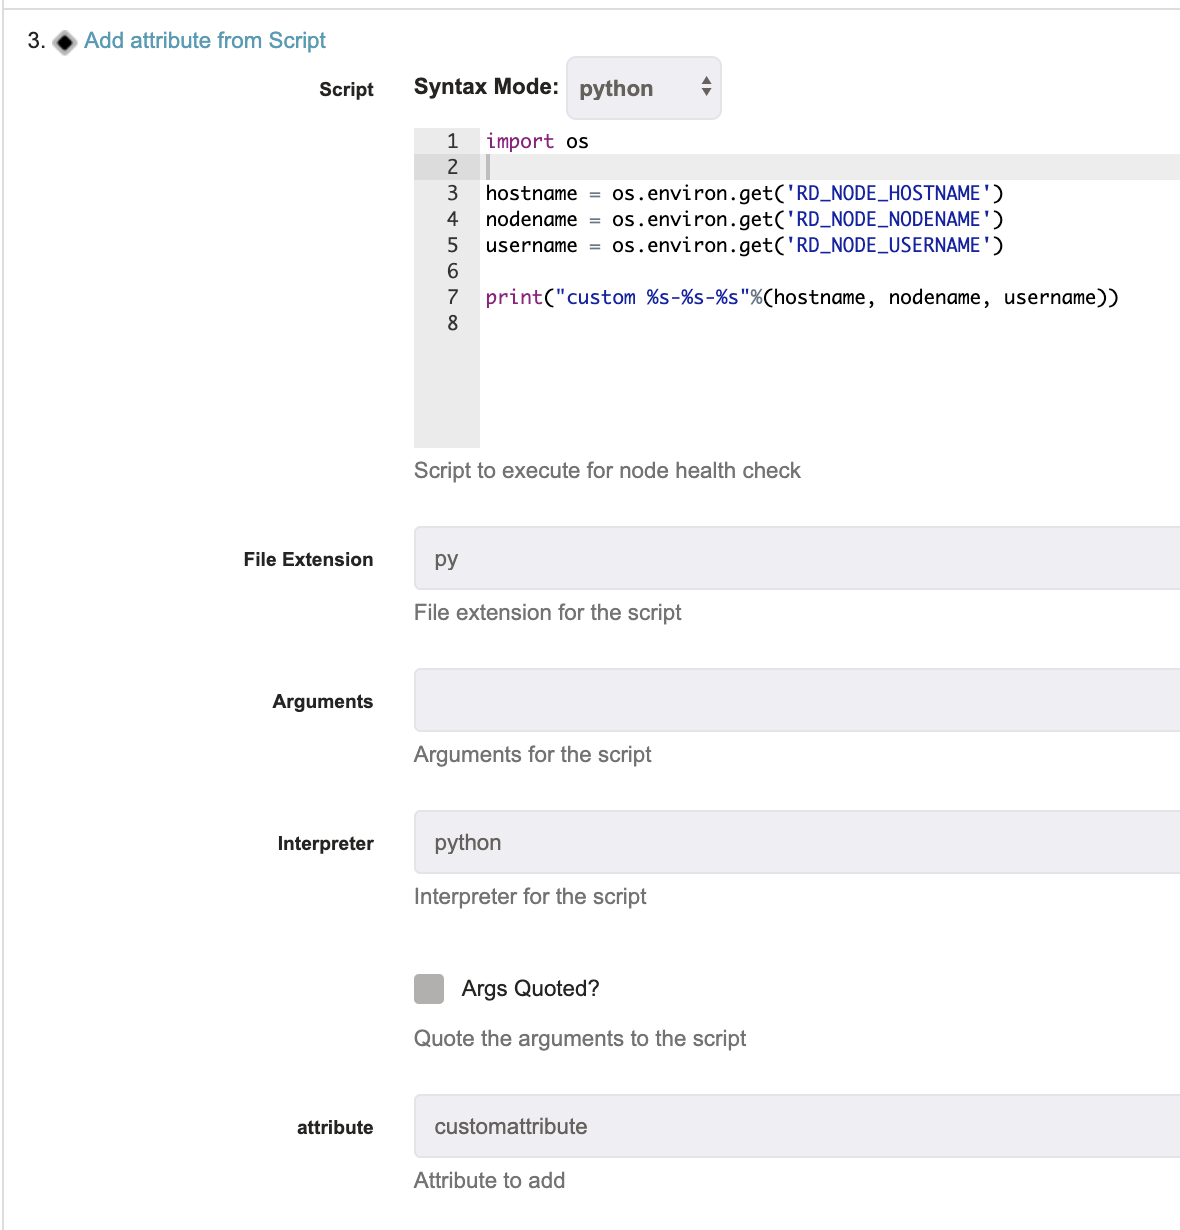 3. Add attribute from Script
Script
Syntax Mode: python
1 import os
2
3 hostname = os.environ.get('RD_NODE_HOSTNAME')
4 nodename = os.environ.get('RD_NODE_NODENAME')
5 username = os.environ.get('RD_NODE_USERNAME')
6
7 print("custom %s-%s-%s"%(hostname, nodename, username))
8
Script to execute for node health check
File Extension
py
File extension for the script
Arguments
Arguments for the script
Interpreter
python
Interpreter for the script
Args Quoted?
Quote the arguments to the script
attribute
customattribute
Attribute to add